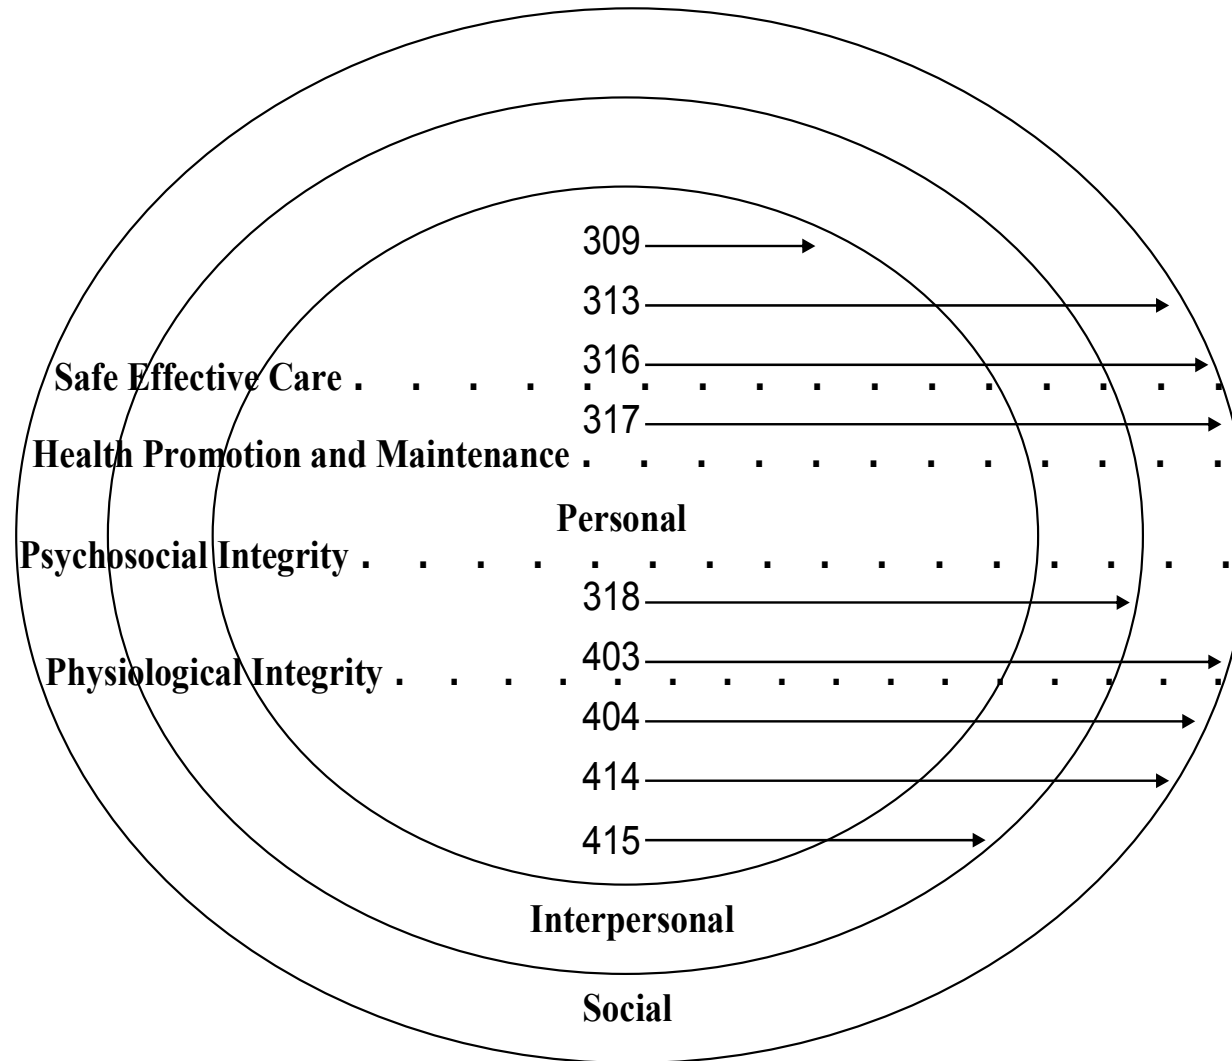 309
313
316
Safe Effective Care . . . . . . . . . . . . . . . .
317
Health Promotion and Maintenance . . . . . . . . . . . .
Personal
Psychosocial Integrity . . . . . . . . . . . . . . . .
318
403
Physiological Integrity . . . . . . . . . . . . . . . .
404
414
415
Interpersonal
Social